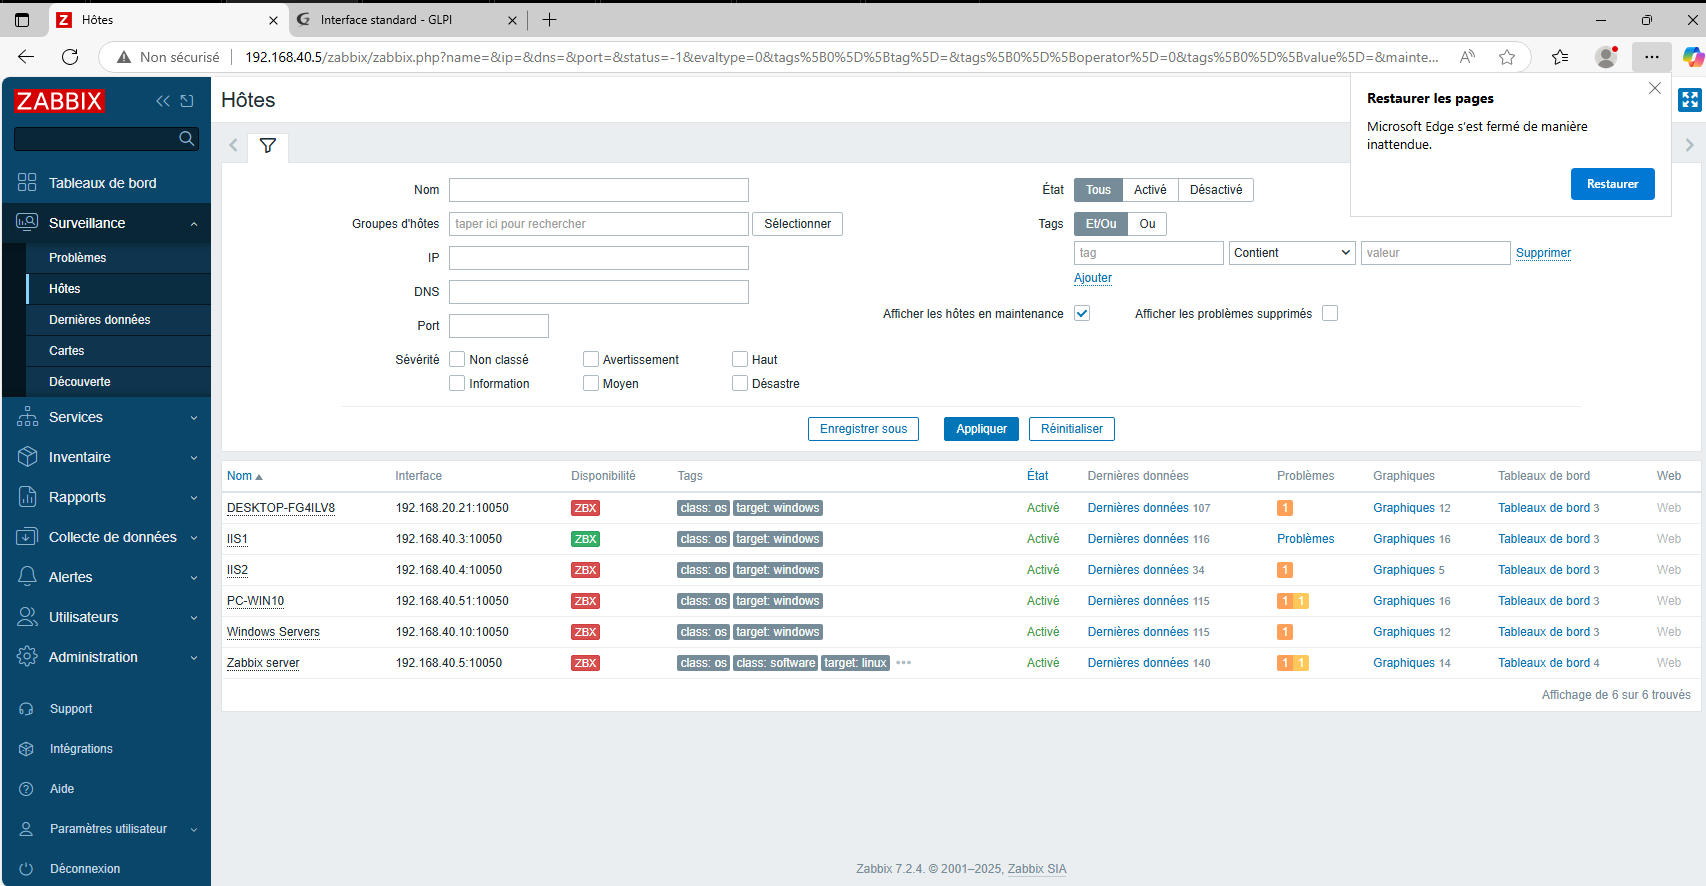 Hôtes
Interface standard - GLPI
Non sécurisé
192.168.40.5/zabbix/zabbix.php?name=&ip=&dns=&port=&status=-1&evaltype=0&tags%5B0%5D%5Btag%5D=&tags%5B0%5D%5Boperator%5D=0&tags%5B0%5D%5Bvalue%5D=&mainte...
Restaurer les pages
Microsoft Edge s'est fermé de manière
inattendue.
Restaurer
ZABBIX
Tableaux de bord
Surveillance
Problèmes
Hôtes
Dernières données
Cartes
Découverte
Services
Inventaire
Rapports
Collecte de données
Alertes
Utilisateurs
Administration
Support
Intégrations
Aide
Paramètres utilisateur
Déconnexion
Hôtes
Nom
Groupes d'hôtes taper ici pour rechercher Sélectionner
IP
DNS
Port
Sévérité Non classé Avertissement Haut
Information Moyen Désastre
État Tous Activé Désactivé
Tags Et/Ou Ou
tag Contient valeur Supprimer
Ajouter
Afficher les hôtes en maintenance Afficher les problèmes supprimés
Enregistrer sous Appliquer Réinitialiser
Nom Interface Disponibilité Tags État Dernières données Problèmes Graphiques Tableaux de bord Web
DESKTOP-FG4ILV8 192.168.20.21:10050 ZBX class: os target: windows Activé Dernières données 107 1 Graphiques 12 Tableaux de bord 3 Web
IIS1 192.168.40.3:10050 ZBX class: os target: windows Activé Dernières données 116 Problèmes Graphiques 16 Tableaux de bord 3 Web
IIS2 192.168.40.4:10050 ZBX class: os target: windows Activé Dernières données 34 1 Graphiques 5 Tableaux de bord 3 Web
PC-WIN10 192.168.40.51:10050 ZBX class: os target: windows Activé Dernières données 115 1 1 Graphiques 16 Tableaux de bord 3 Web
Windows Servers 192.168.40.10:10050 ZBX class: os target: windows Activé Dernières données 115 1 Graphiques 12 Tableaux de bord 3 Web
Zabbix server 192.168.40.5:10050 ZBX class: os class: software target: linux ••• Activé Dernières données 140 1 1 Graphiques 14 Tableaux de bord 4 Web
Affichage de 6 sur 6 trouvés
Zabbix 7.2.4. © 2001–2025, Zabbix SIA